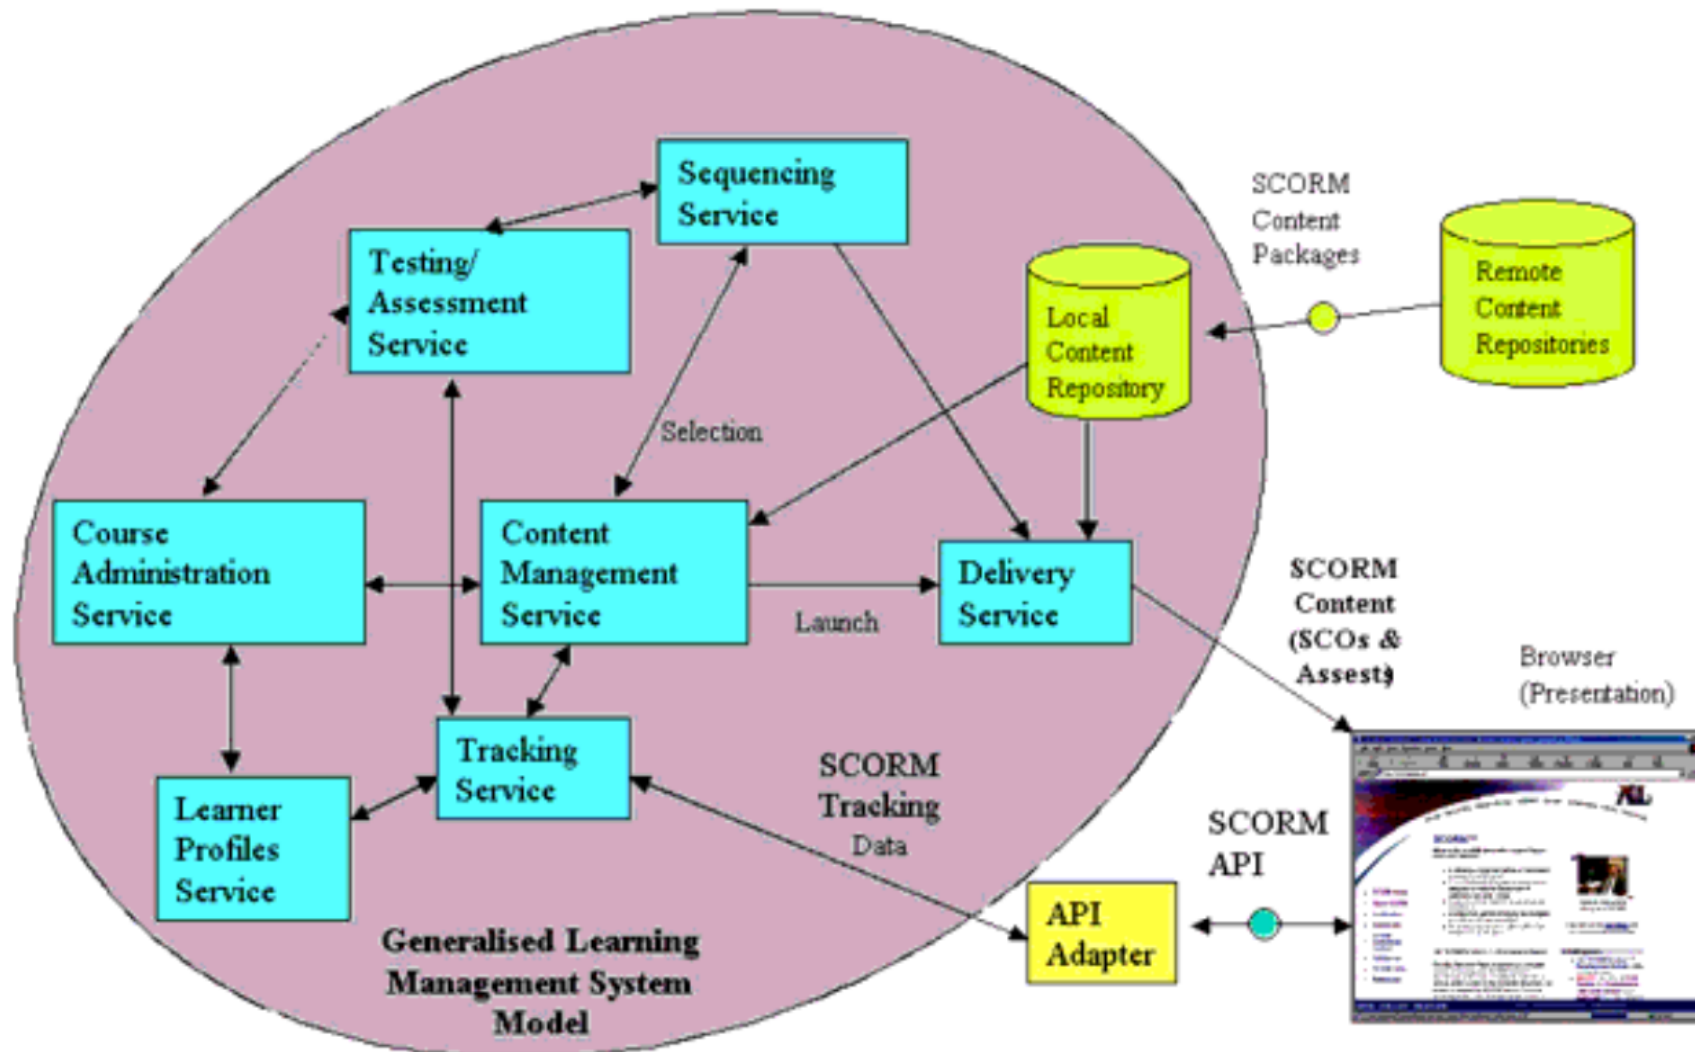 Sequencing
Service
Testing/
Assessment
Service
SCORM
Content
Packages
Remote
Content
Repositories
Local
Content
Repository
Selection
Course
Administration
Service
Content
Management
Service
Launch
Delivery
Service
SCORM
Content
(SCOs &
Assests)
Browser
(Presentation)
Tracking
Service
Learner
Profiles
Service
SCORM
Tracking
Data
SCORM
API
API
Adapter
Generalised Learning
Management System
Model